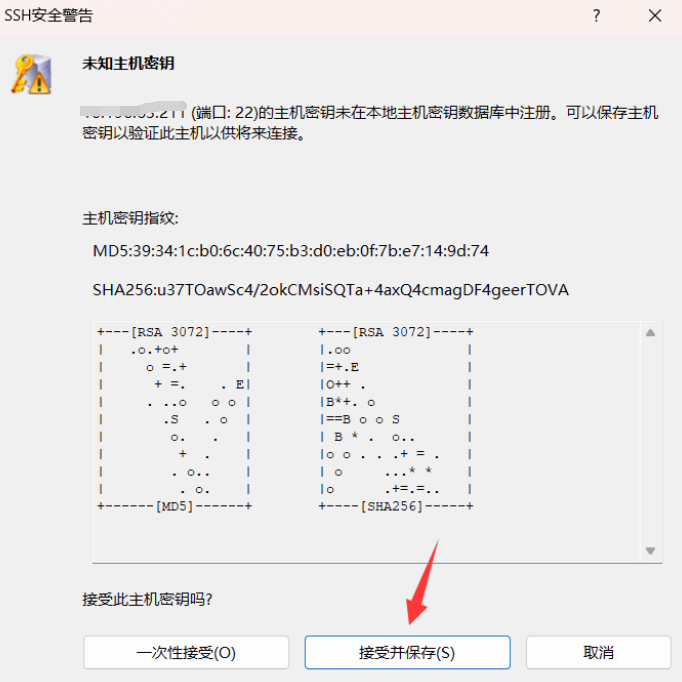 SSH安全警告
未知主机密钥
(端口: 22)的主机密钥未在本地主机密钥数据库中注册。可以保存主机
密钥以验证此主机以供将来连接。
主机密钥指纹:
MD5:39:34:1c:b0:6c:40:75:b3:d0:eb:0f:7b:e7:14:9d:74
SHA256:u37TOawSc4/2okCMsiSQTa+4axQ4cmagDF4geerTOVA
+---[RSA 3072]----+        +---[RSA 3072]----+
|   .o.+o+        |        |.oo              |
|     o =.+       |        |=+.E             |
|      + =.    . E|        |O++ .            |
|     . ..o   o o |        |B*+. o           |
|       .S   . o  |        |==B o o S        |
|        o.   .   |        | B * .  o..      |
|         + .     |        |o o . . .+ = .   |
|        . o..    |        | o     ...* *    |
|         . o.    |        |o      .+=.=..   |
+------[MD5]------+        +----[SHA256]-----+
接受此主机密钥吗?
一次性接受(O) 接受并保存(S) 取消